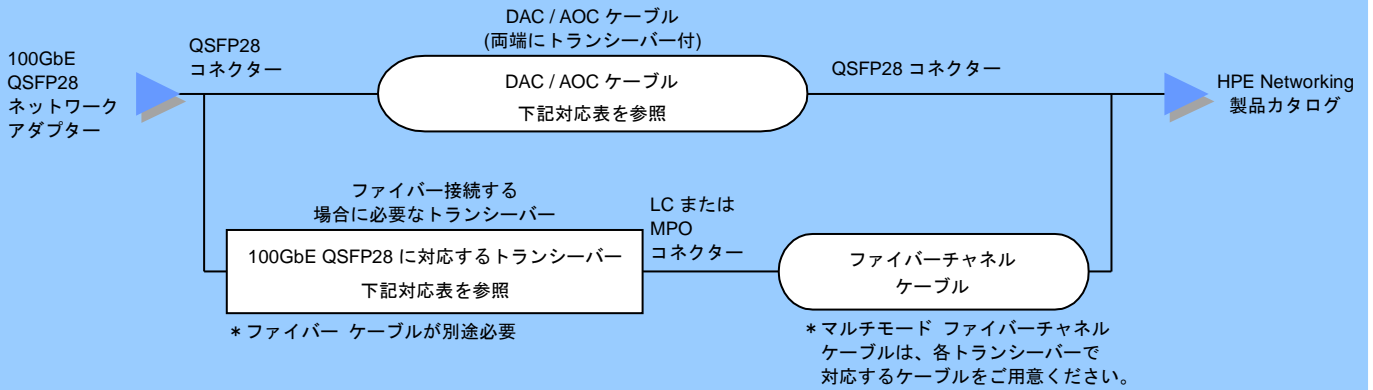 100GbE
QSFP28
ネットワーク
アダプター
QSFP28
コネクター
DAC / AOC ケーブル
(両端にトランシーバー付)
DAC / AOC ケーブル
下記対応表を参照
QSFP28 コネクター
HPE Networking
製品カタログ
ファイバー接続する
場合に必要なトランシーバー
100GbE QSFP28 に対応するトランシーバー
下記対応表を参照
*ファイバー ケーブルが別途必要
LC または
MPO
コネクター
ファイバーチャネル
ケーブル
*マルチモード ファイバーチャネル
ケーブルは、各トランシーバーで
対応するケーブルをご用意ください。